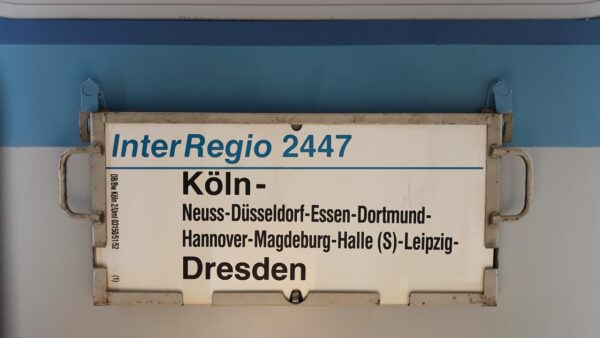 InterRegio 2447
Köln-
Neuss-Düsseldorf-Essen-Dortmund-
Hannover-Magdeburg-Halle (S)-Leipzig-
Dresden